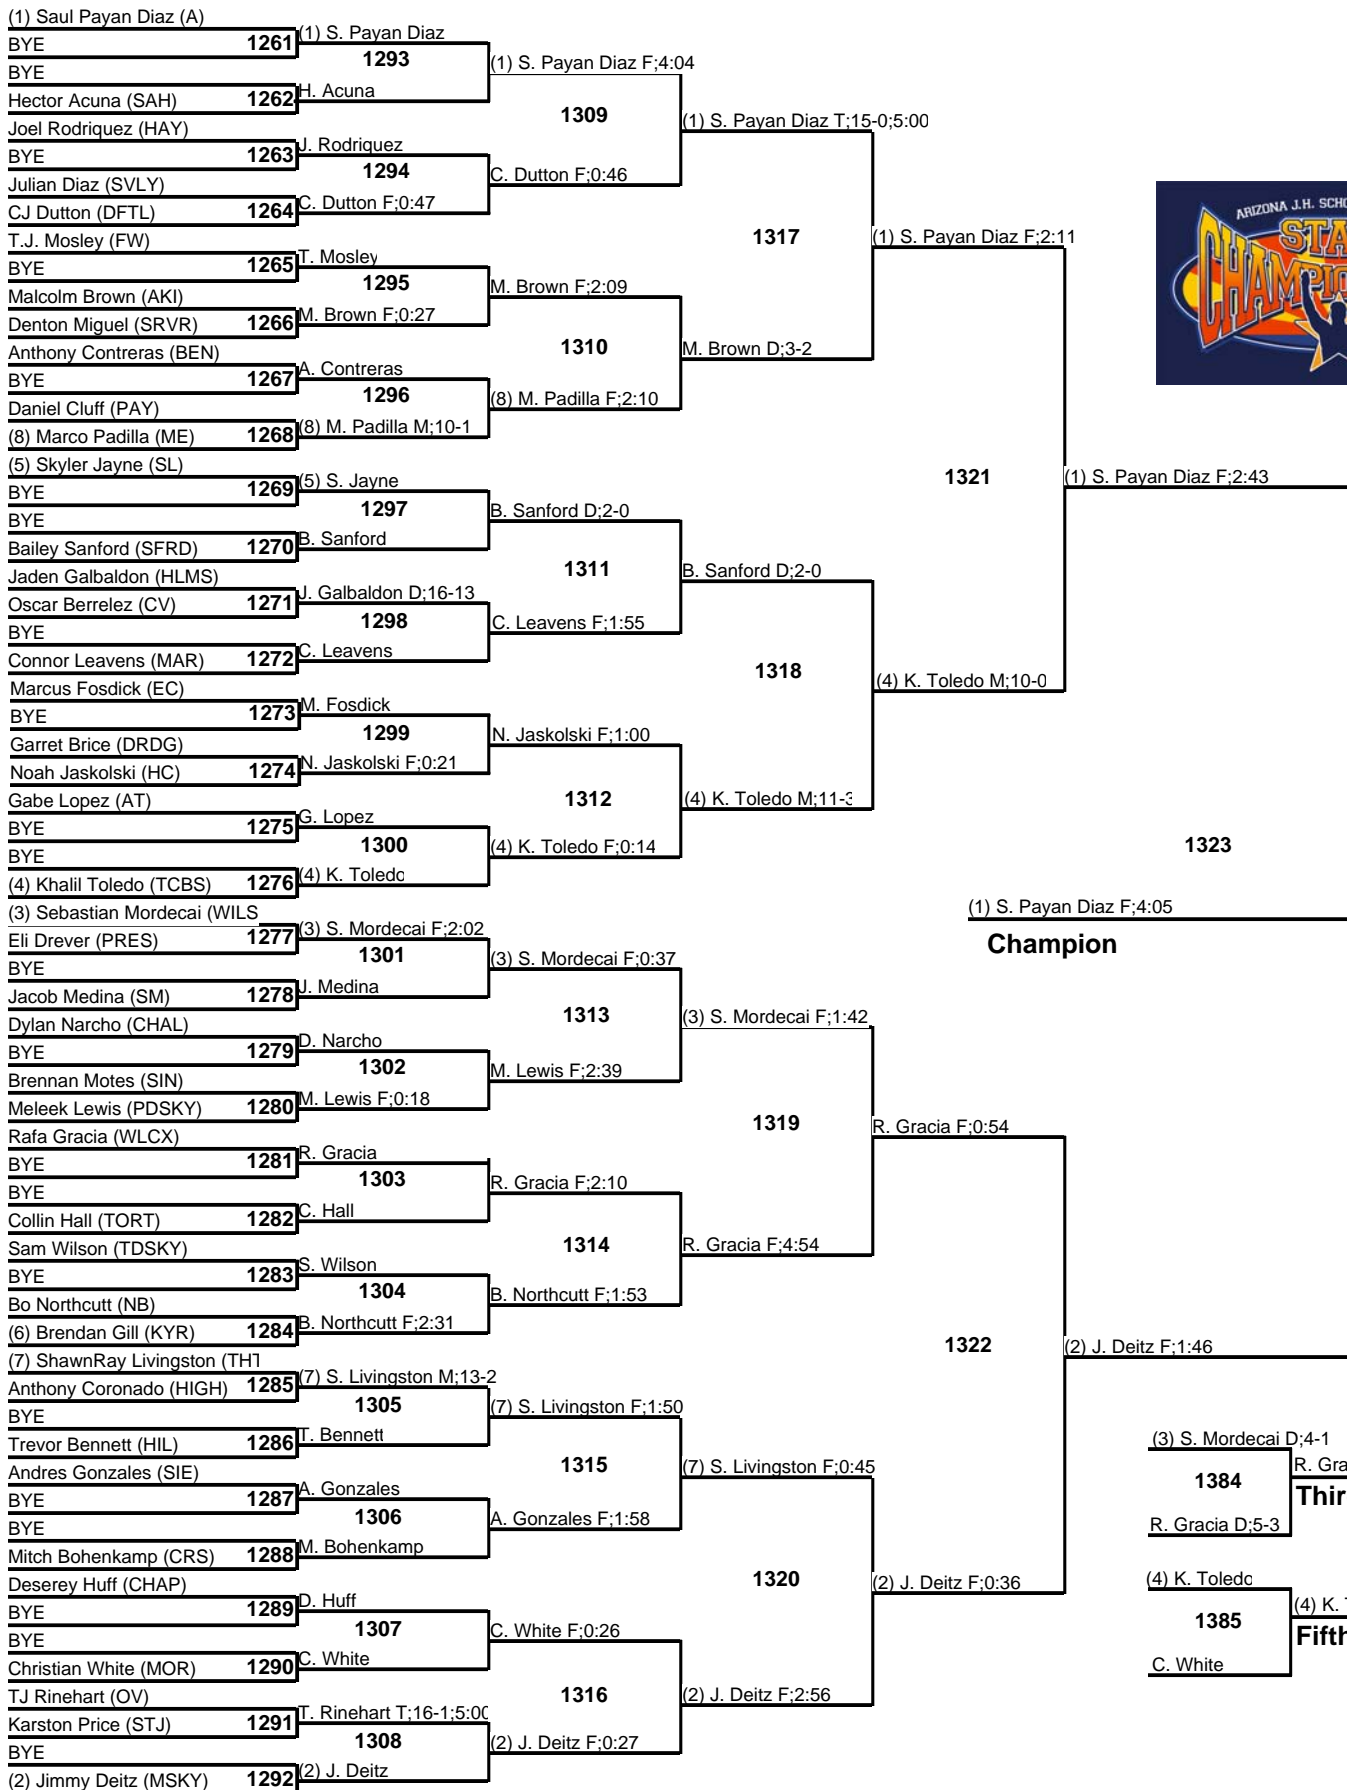 (1) Saul Payan Diaz (A)
BYE
1261
BYE
Hector Acuna (SAH)
1262
Joel Rodriquez (HAY)
BYE
1263
Julian Diaz (SVLY)
CJ Dutton (DFTL)
1264
T.J. Mosley (FW)
BYE
1265
Malcolm Brown (AKI)
Denton Miguel (SRVR)
1266
Anthony Contreras (BEN)
BYE
1267
Daniel Cluff (PAY)
(8) Marco Padilla (ME)
1268
(5) Skyler Jayne (SL)
BYE
1269
BYE
Bailey Sanford (SFRD)
1270
Jaden Galbaldon (HLMS)
Oscar Berrelez (CV)
1271
BYE
Connor Leavens (MAR)
1272
Marcus Fosdick (EC)
BYE
1273
Garret Brice (DRDG)
Noah Jaskolski (HC)
1274
Gabe Lopez (AT)
BYE
1275
BYE
(4) Khalil Toledo (TCBS)
1276
(3) Sebastian Mordecai (WILS
Eli Drever (PRES)
1277
BYE
Jacob Medina (SM)
1278
Dylan Narcho (CHAL)
BYE
1279
Brennan Motes (SIN)
Meleek Lewis (PDSKY)
1280
Rafa Gracia (WLCX)
BYE
1281
BYE
Collin Hall (TORT)
1282
Sam Wilson (TDSKY)
BYE
1283
Bo Northcutt (NB)
(6) Brendan Gill (KYR)
1284
(7) ShawnRay Livingston (THT
Anthony Coronado (HIGH)
1285
BYE
Trevor Bennett (HIL)
1286
Andres Gonzales (SIE)
BYE
1287
BYE
Mitch Bohenkamp (CRS)
1288
Deserey Huff (CHAP)
BYE
1289
BYE
Christian White (MOR)
1290
TJ Rinehart (OV)
Karston Price (STJ)
1291
BYE
(2) Jimmy Deitz (MSKY)
1292
(1) S. Payan Diaz
1293
H. Acuna
J. Rodriquez
1294
C. Dutton F;0:47
T. Mosley
1295
M. Brown F;0:27
A. Contreras
1296
(8) M. Padilla M;10-1
(5) S. Jayne
1297
B. Sanford
J. Galbaldon D;16-13
1298
C. Leavens
M. Fosdick
1299
N. Jaskolski F;0:21
G. Lopez
1300
(4) K. Toledo
(3) S. Mordecai F;2:02
1301
J. Medina
D. Narcho
1302
M. Lewis F;0:18
R. Gracia
1303
C. Hall
S. Wilson
1304
B. Northcutt F;2:31
(7) S. Livingston M;13-2
1305
T. Bennett
A. Gonzales
1306
M. Bohenkamp
D. Huff
1307
C. White
T. Rinehart T;16-1;5:00
1308
(2) J. Deitz
(1) S. Payan Diaz F;4:04
1309
C. Dutton F;0:46
M. Brown F;2:09
1310
(8) M. Padilla F;2:10
B. Sanford D;2-0
1311
C. Leavens F;1:55
N. Jaskolski F;1:00
1312
(4) K. Toledo F;0:14
(3) S. Mordecai F;0:37
1313
M. Lewis F;2:39
R. Gracia F;2:10
1314
B. Northcutt F;1:53
(7) S. Livingston F;1:50
1315
A. Gonzales F;1:58
C. White F;0:26
1316
(2) J. Deitz F;0:27
(1) S. Payan Diaz T;15-0;5:00
1317
M. Brown D;3-2
B. Sanford D;2-0
1318
(4) K. Toledo M;11-3
(3) S. Mordecai F;1:42
1319
R. Gracia F;4:54
(7) S. Livingston F;0:45
1320
(2) J. Deitz F;2:56
(1) S. Payan Diaz F;2:11
1321
(4) K. Toledo M;10-0
R. Gracia F;0:54
1322
(2) J. Deitz F;0:36
ARIZONA J.H. SCHO
STA
CHAMPIO
(1) S. Payan Diaz F;2:43
1323
(2) J. Deitz F;1:46
(1) S. Payan Diaz F;4:05
Champion
(3) S. Mordecai D;4-1
1384
R. Gra
Thir
R. Gracia D;5-3
(4) K. Toledo
1385
(4) K. T
Fifth
C. White